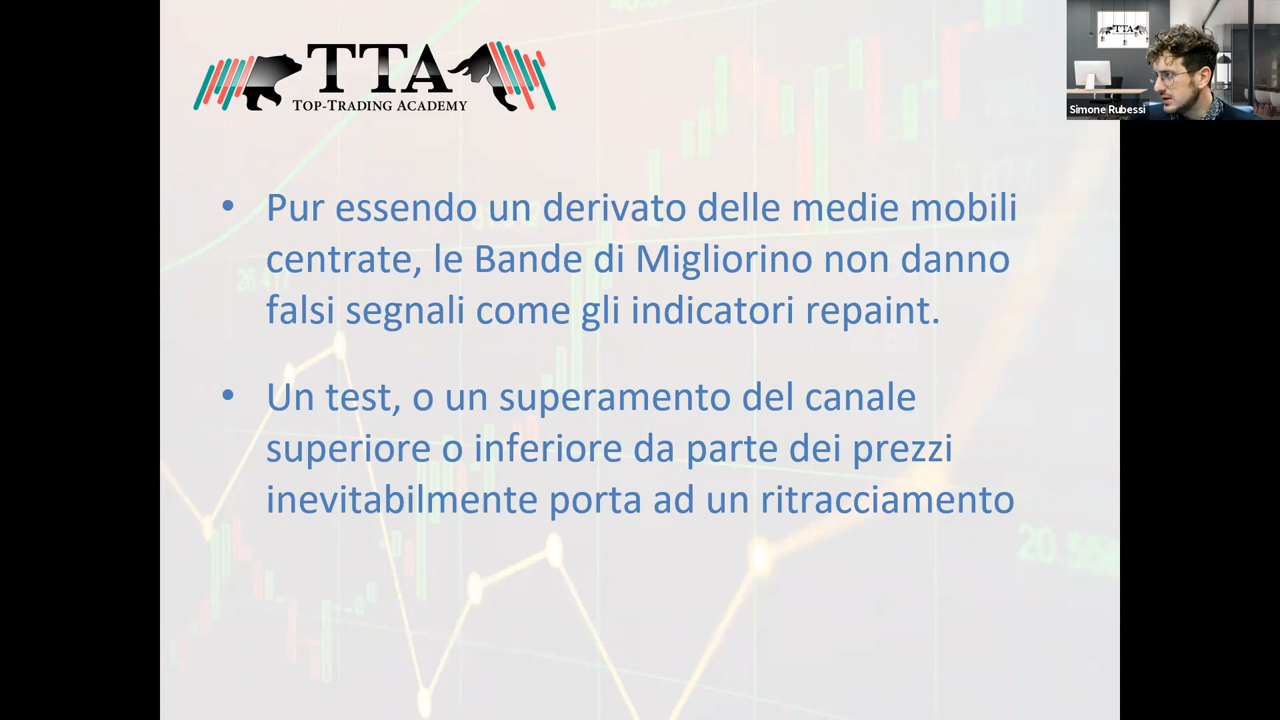 TTA
TOP-TRADING ACADEMY
TTA
Simone Rubessi
• Pur essendo un derivato delle medie mobili
centrate, le Bande di Migliorino non danno
falsi segnali come gli indicatori repaint.
• Un test, o un superamento del canale
superiore o inferiore da parte dei prezzi
inevitabilmente porta ad un ritracciamento